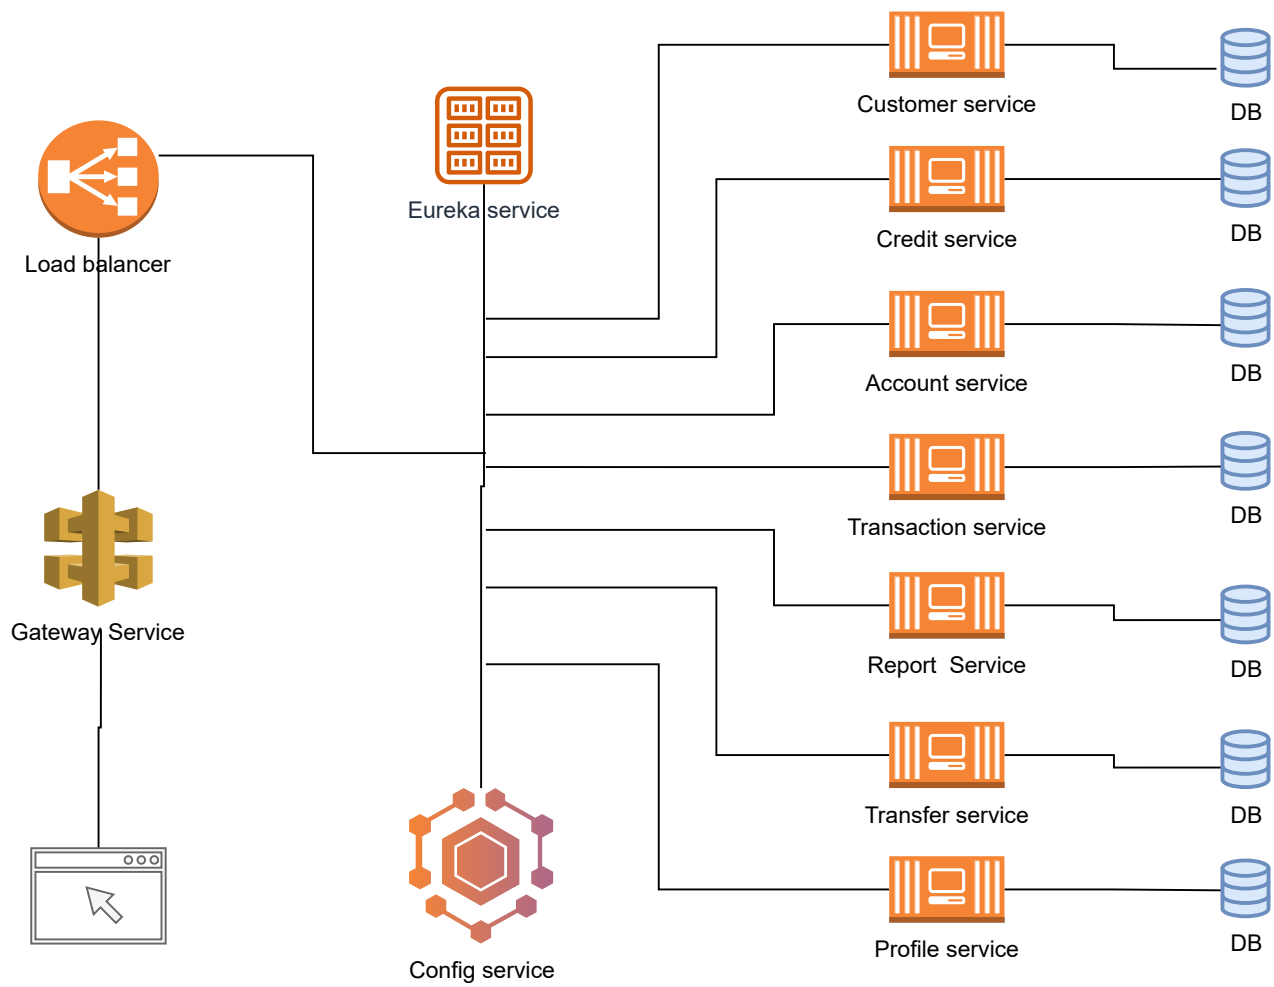 Customer service
DB
Eureka service
Credit service
DB
Load balancer
Account service
DB
Transaction service
DB
Gateway Service
Report  Service
DB
Transfer service
DB
Profile service
DB
Config service